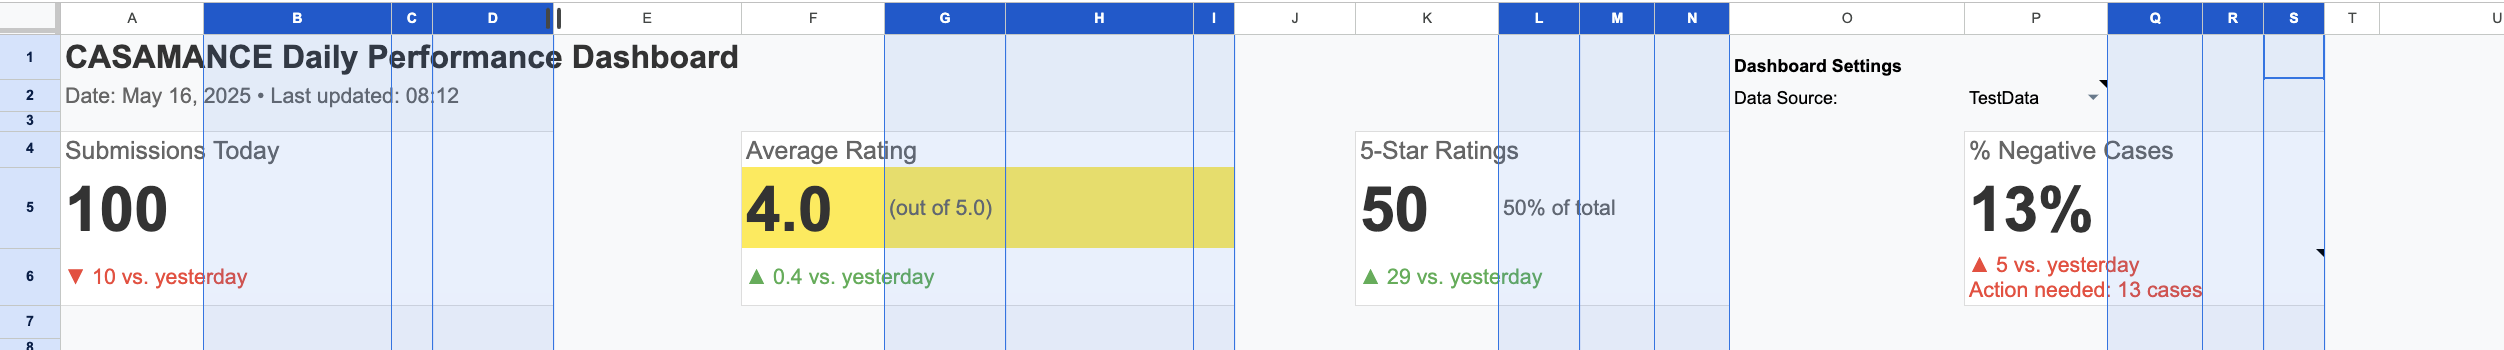 A B C D E F G H I J K L M N O P Q R S T U
1 CASAMANCE Daily Performance Dashboard
Dashboard Settings
2 Date: May 16, 2025 • Last updated: 08:12
Data Source: TestData
3
4 Submissions Today Average Rating 5-Star Ratings % Negative Cases
5 100 4.0 (out of 5.0) 50 50% of total 13%
6 ▼ 10 vs. yesterday ▲ 0.4 vs. yesterday ▲ 29 vs. yesterday ▲ 5 vs. yesterday
Action needed: 13 cases
7
8